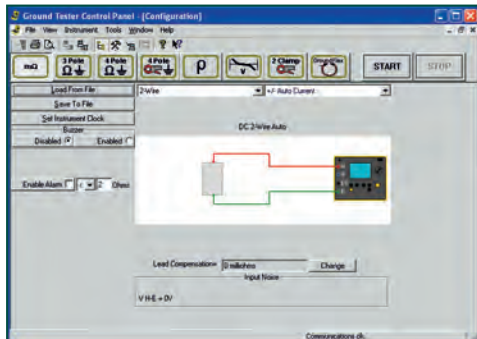 Ground Tester Control Panel - [Configuration]
File View Instrument Tools Window Help
mΩ 3 Pole Ω 4 Pole Ω 4 Pole ρ V 2 Clamp START STOP
Load From File
2-Wire
+/- Auto Current
Save To File
Set Instrument Clock
Buzzer
Disabled Enabled
DC 2-Wire Auto
Enable Alarm < 2 Ohms
Lead Compensation= 0 milliohms Change
Input Noise
V H-E = 0V
Communications ok.